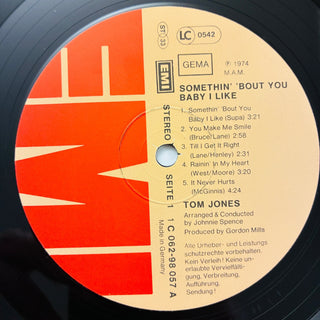 EMI
ST 33
LC 0542
GEMA
℗ 1974
M.A.M.
EMI
SOMETHIN' 'BOUT YOU
BABY I LIKE
1. Somethin' 'Bout You
Baby I Like (Supa) 3:22
2. You Make Me Smile
(Bruce/Lane) 2:58
3. Till I Get It Right
(Lane/Henley) 2:31
4. Rainin' In My Heart
(West/Moore) 3:20
5. It Never Hurts
(McGinnis) 4:24
TOM JONES
Arranged & Conducted
by Johnnie Spence
Produced by Gordon Mills
Alle Urheber- und Leistungs-
schutzrechte vorbehalten.
Kein Verleih! Keine un-
erlaubte Vervielfälti-
gung, Verbreitung,
Aufführung,
Sendung!
STEREO
SEITE 1
1 C 062-98 057 A
Made in Germany